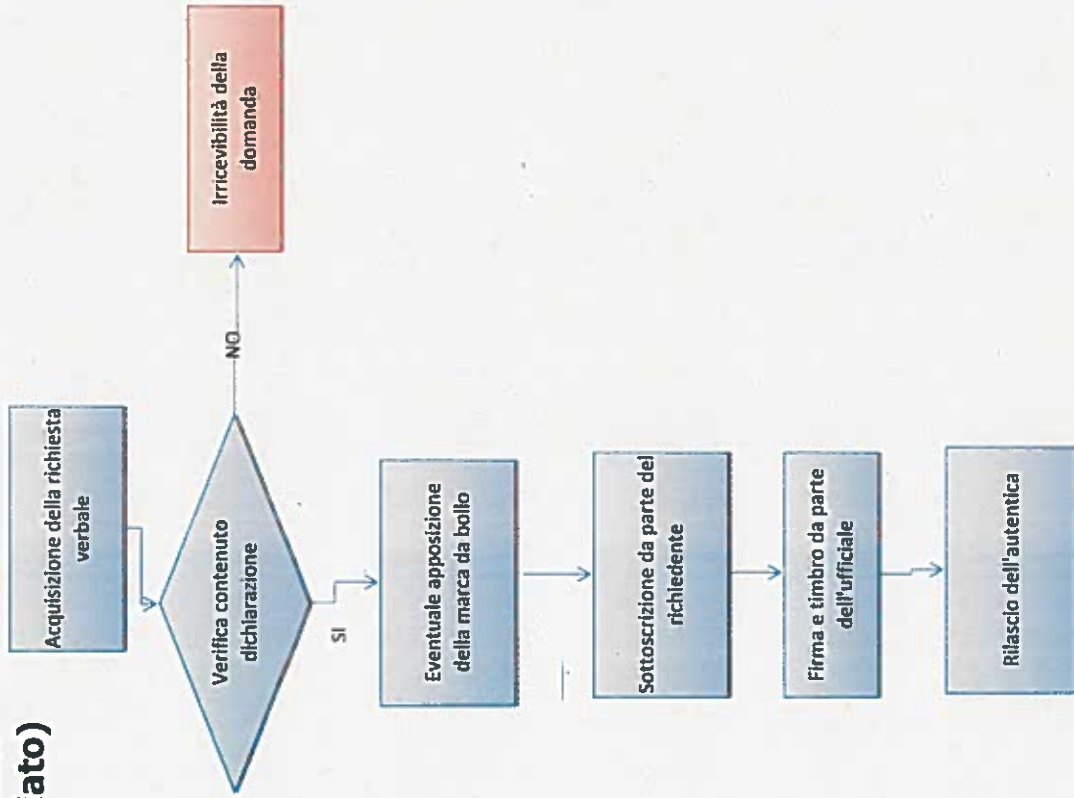 iato)
Acquisizione della richiesta
verbale
Verifica contenuto
dichiarazione
NO
Irricevibilità della
domanda
SI
Eventuale apposizione
della marca da bollo
Sottoscrizione da parte del
richiedente
Firma e timbro da parte
dell'ufficiale
Rilascio dell'autentica